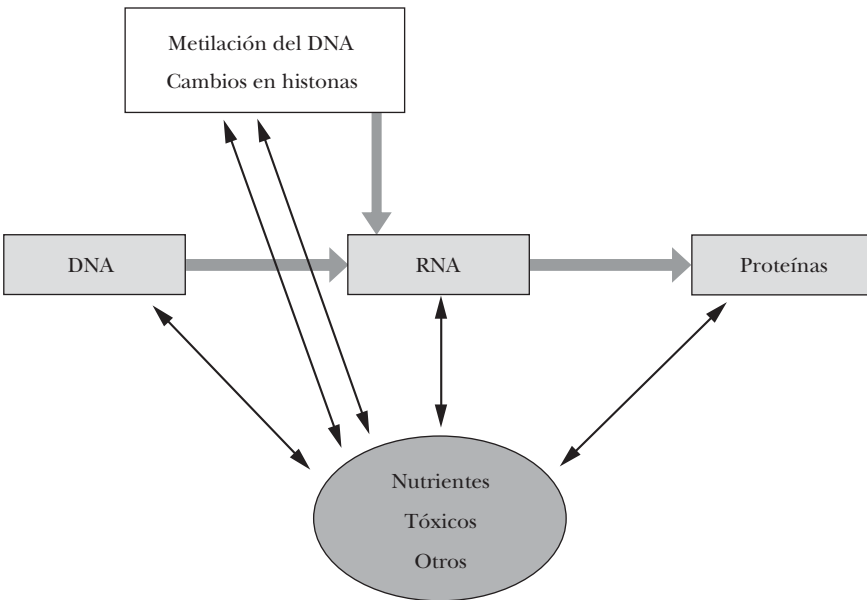 Metilación del DNA
Cambios en histonas
DNA
RNA
Proteínas
Nutrientes
Tóxicos
Otros